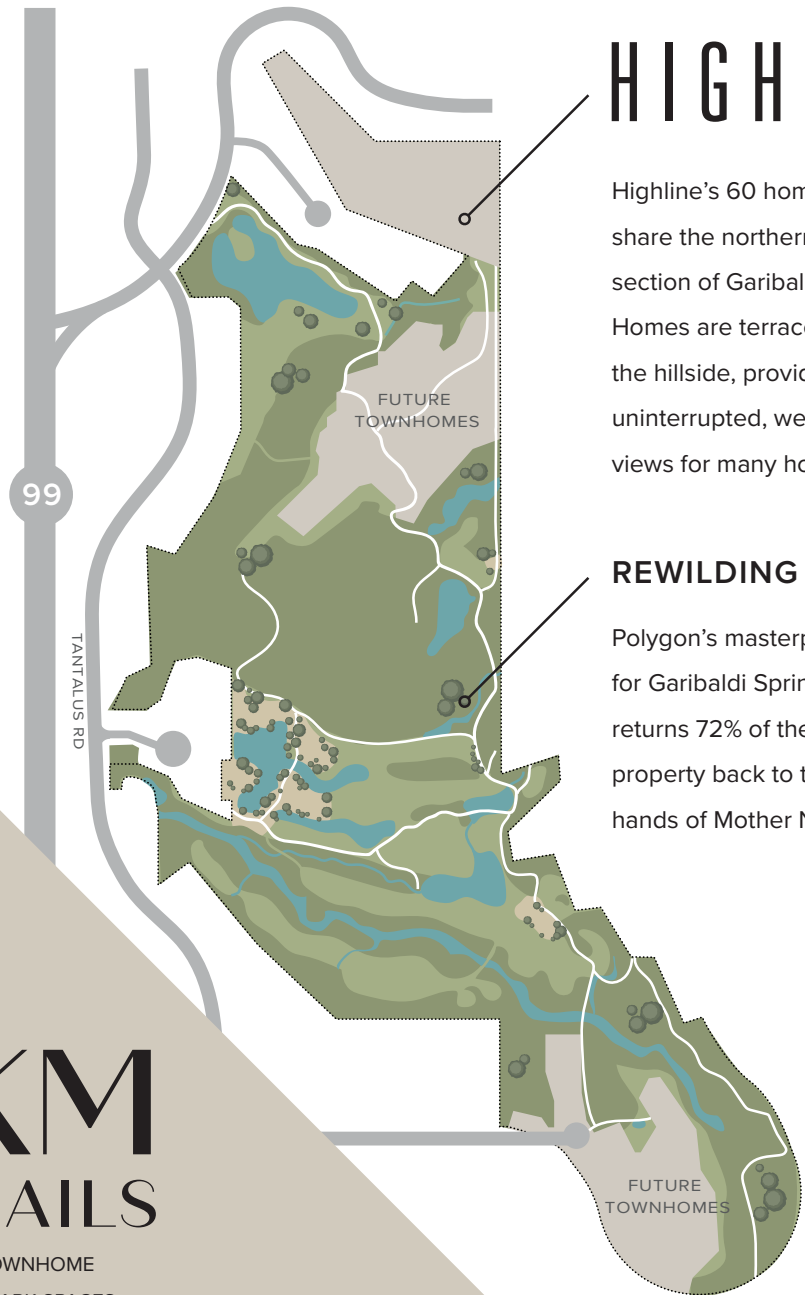 HIGH
Highline's 60 hom
share the northern
section of Garibal
Homes are terrace
the hillside, provid
uninterrupted, we
views for many ho
FUTURE
TOWNHOMES
99
REWILDING
TANTALUS RD
Polygon's masterp
for Garibaldi Sprin
returns 72% of the
property back to t
hands of Mother N
KM
AILS
OWNHOME
FUTURE
TOWNHOMES